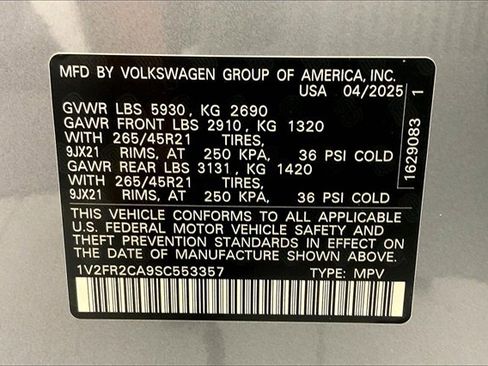 MFD BY VOLKSWAGEN GROUP OF AMERICA, INC.
USA 04/2025
GVWR LBS 5930, KG 2690
GAWR FRONT LBS 2910, KG 1320
WITH 265/45R21 TIRES,
9JX21 RIMS, AT 250 KPA, 36 PSI COLD
GAWR REAR LBS 3131, KG 1420
WITH 265/45R21 TIRES,
9JX21 RIMS, AT 250 KPA, 36 PSI COLD
THIS VEHICLE CONFORMS TO ALL APPLICABLE
U.S. FEDERAL MOTOR VEHICLE SAFETY AND
THEFT PREVENTION STANDARDS IN EFFECT ON
THE DATE OF MANUFACTURE SHOWN ABOVE.
1V2FR2CA9SC553357 TYPE: MPV
1629083 1